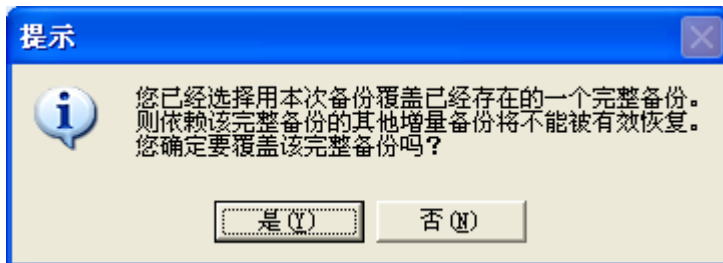 提示
您已经选择用本次备份覆盖已经存在的一个完整备份。
则依赖该完整备份的其他增量备份将不能被有效恢复。
您确定要覆盖该完整备份吗？
是(Y) 否(N)